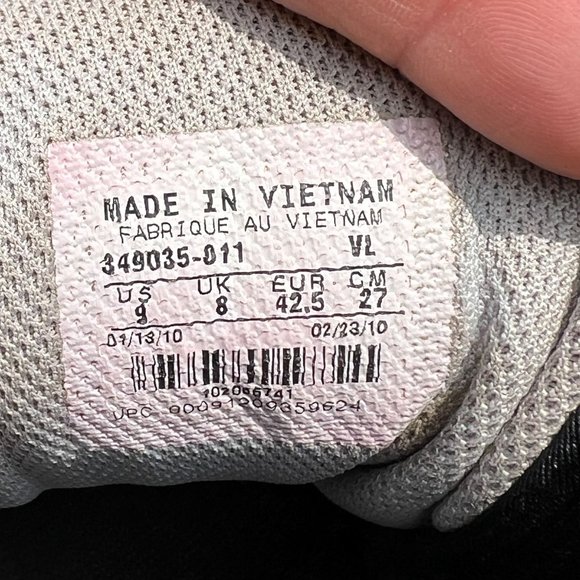 MADE IN VIETNAM
FABRIQUE AU VIETNAM
349035-011 VL
US UK EUR CM
9 8 42.5 27
01/13/10 02/23/10
UPC